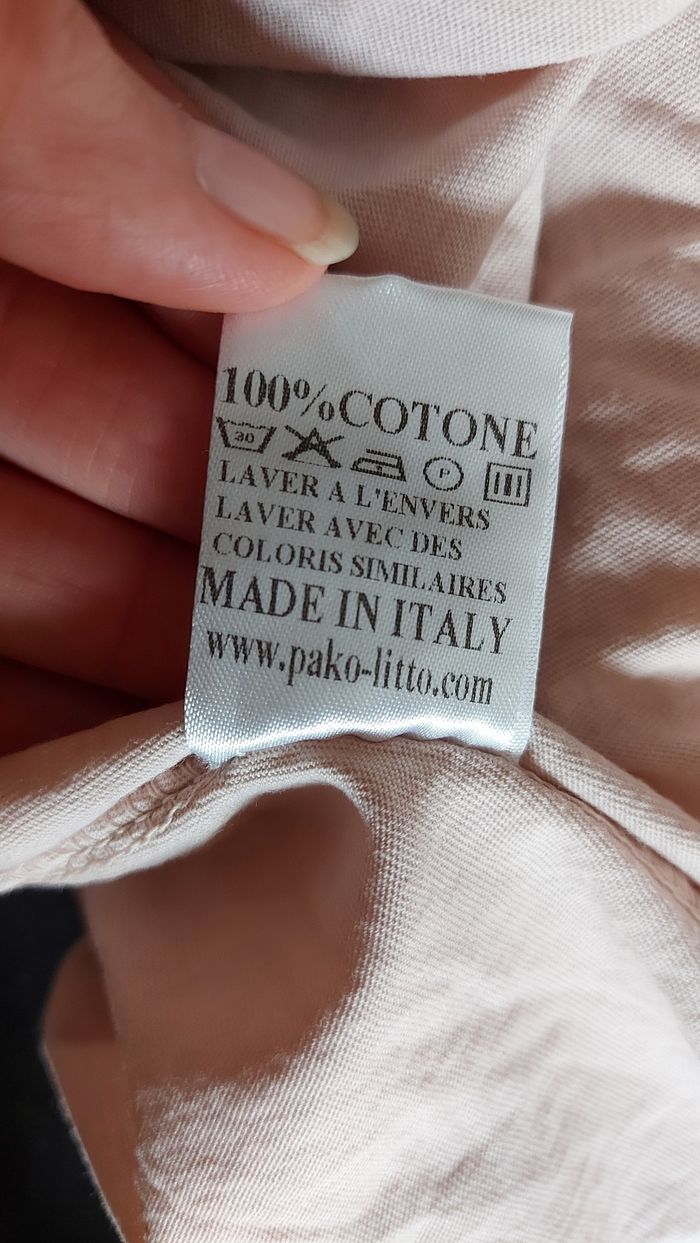 100%COTONE
30 P
LAVER A L'ENVERS
LAVER AVEC DES
COLORIS SIMILAIRES
MADE IN ITALY
www.pako-litto.com